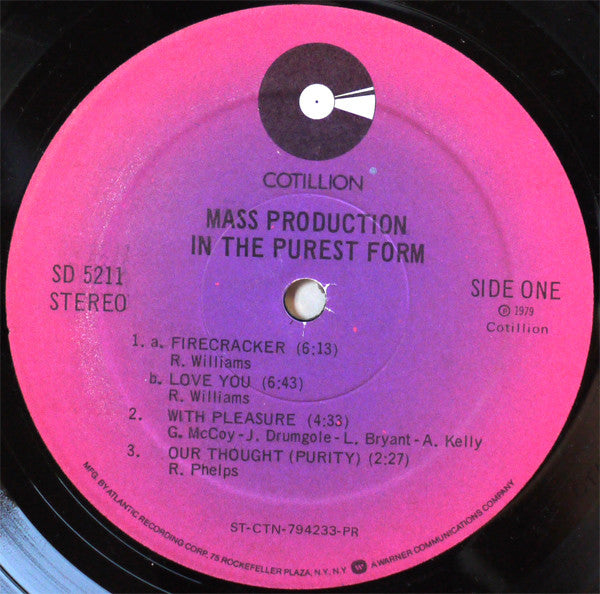 COTILLION
MASS PRODUCTION
IN THE PUREST FORM
SD 5211
STEREO
SIDE ONE
℗ 1979
Cotillion
1. a. FIRECRACKER (6:13)
R. Williams
b. LOVE YOU (6:43)
R. Williams
2. WITH PLEASURE (4:33)
G. McCoy-J. Drumgole-L. Bryant-A. Kelly
3. OUR THOUGHT (PURITY) (2:27)
R. Phelps
ST-CTN-794233-PR
MFG. BY ATLANTIC RECORDING CORP., 75 ROCKEFELLER PLAZA, N.Y. N.Y. W A WARNER COMMUNICATIONS COMPANY